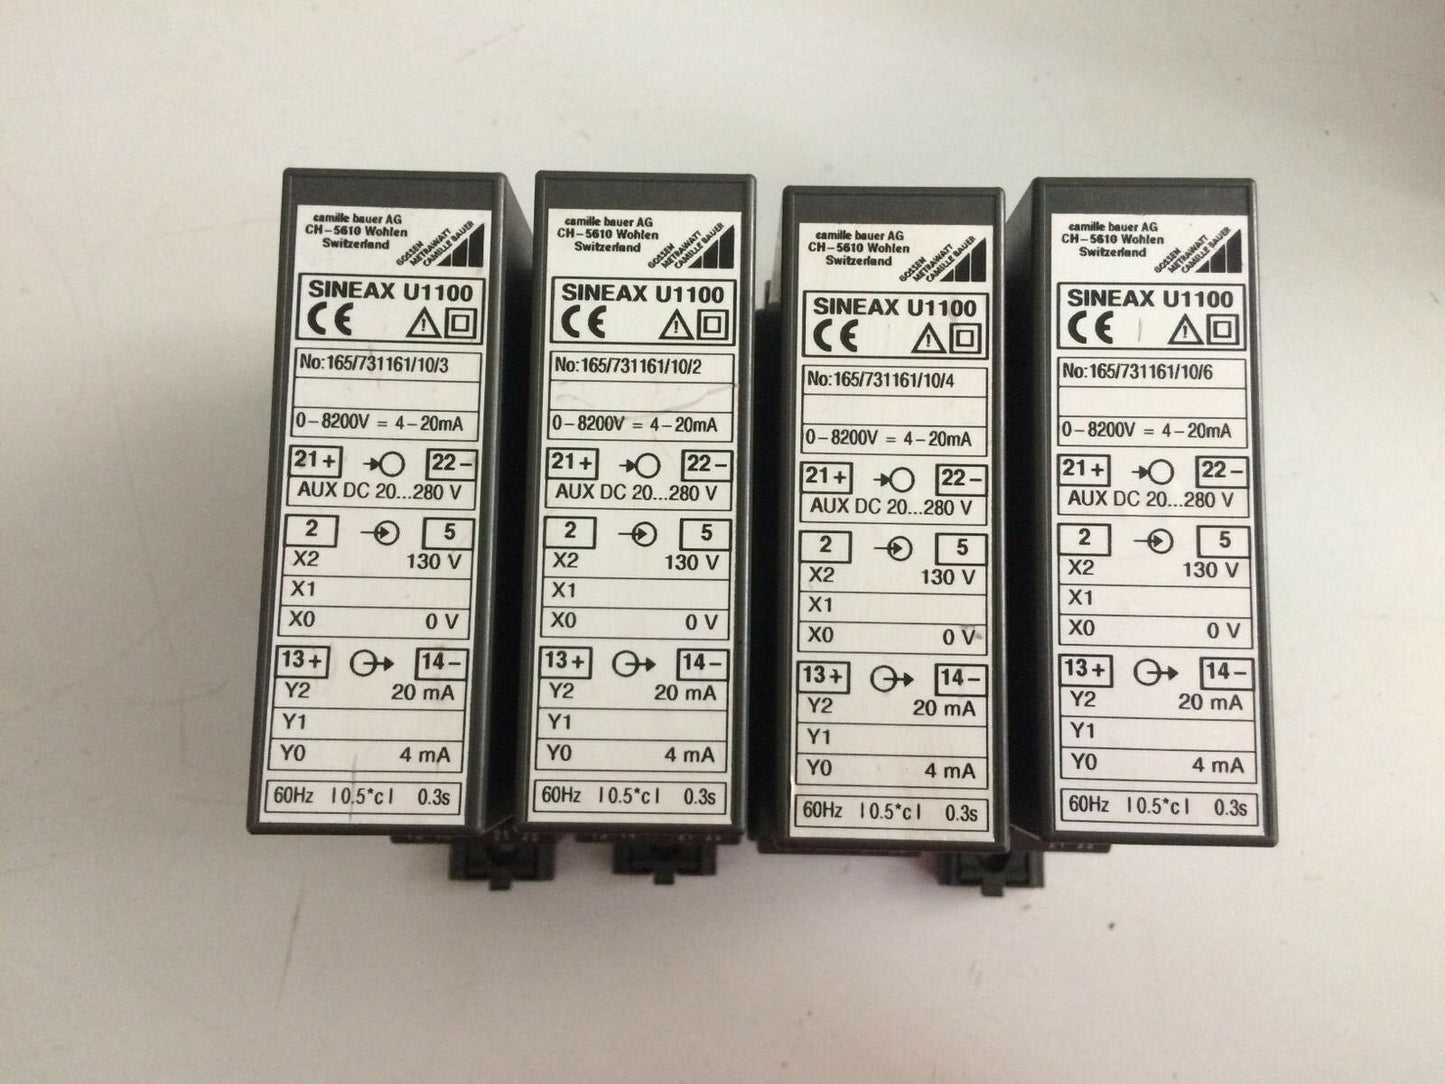 camille bauer AG
CH-5610 Wohlen
Switzerland
GOSSEN
METRAWATT
CAMILLE BAUER
SINEAX U1100
CE
No:165/731161/10/3
0-8200V = 4-20mA
21+ 22-
AUX DC 20...280 V
2 5
X2 130 V
X1
X0 0 V
13+ 14-
Y2 20 mA
Y1
Y0 4 mA
60Hz |0.5*c| 0.3s
camille bauer AG
CH-5610 Wohlen
Switzerland
GOSSEN
METRAWATT
CAMILLE BAUER
SINEAX U1100
CE
No:165/731161/10/2
0-8200V = 4-20mA
21+ 22-
AUX DC 20...280 V
2 5
X2 130 V
X1
X0 0 V
13+ 14-
Y2 20 mA
Y1
Y0 4 mA
60Hz |0.5*c| 0.3s
camille bauer AG
CH-5610 Wohlen
Switzerland
GOSSEN
METRAWATT
CAMILLE BAUER
SINEAX U1100
CE
No:165/731161/10/4
0-8200V = 4-20mA
21+ 22-
AUX DC 20...280 V
2 5
X2 130 V
X1
X0 0 V
13+ 14-
Y2 20 mA
Y1
Y0 4 mA
60Hz |0.5*c| 0.3s
camille bauer AG
CH-5610 Wohlen
Switzerland
GOSSEN
METRAWATT
CAMILLE BAUER
SINEAX U1100
CE
No:165/731161/10/6
0-8200V = 4-20mA
21+ 22-
AUX DC 20...280 V
2 5
X2 130 V
X1
X0 0 V
13+ 14-
Y2 20 mA
Y1
Y0 4 mA
60Hz |0.5*c| 0.3s